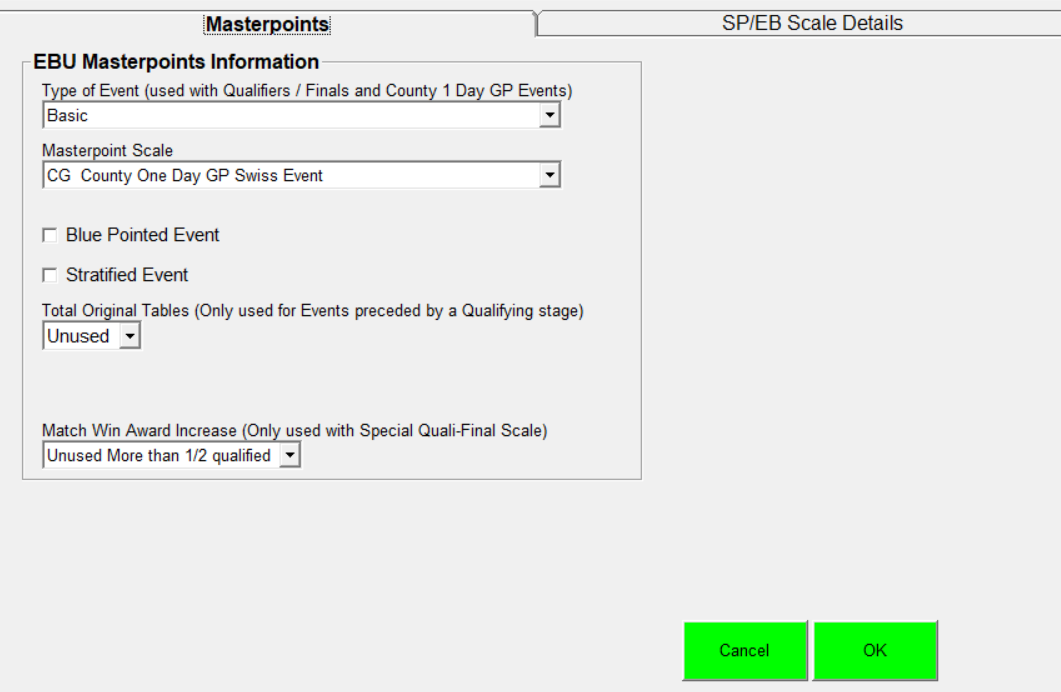 Masterpoints
SP/EB Scale Details
EBU Masterpoints Information
Type of Event (used with Qualifiers / Finals and County 1 Day GP Events)
Basic
Masterpoint Scale
CG County One Day GP Swiss Event
Blue Pointed Event
Stratified Event
Total Original Tables (Only used for Events preceded by a Qualifying stage)
Unused
Match Win Award Increase (Only used with Special Quali-Final Scale)
Unused More than 1/2 qualified
Cancel
OK